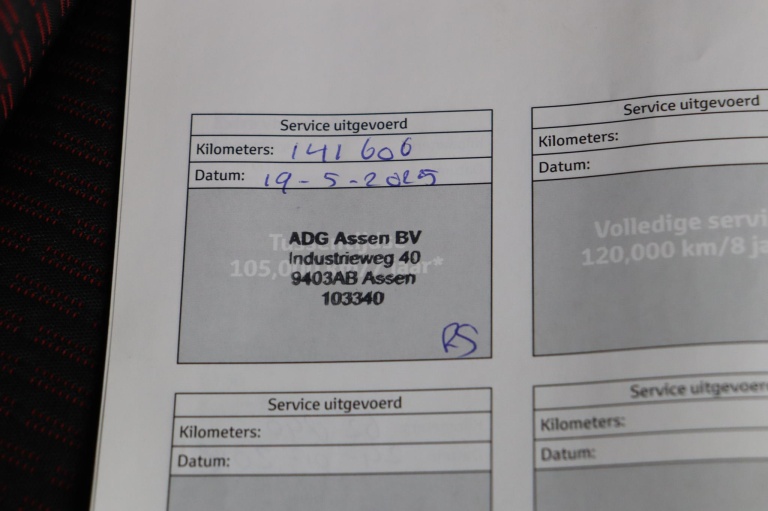 Service uitgevoerd
Kilometers: 141 606
Datum: 19-5-2025
ADG Assen BV
Industrieweg 40
9403AB Assen
103340
RS
Service uitgevoerd
Kilometers:
Datum:
Volledige servi
120,000 km/8 ja
Service uitgevoerd
Kilometers:
Datum:
Service uitgevoer
Kilometers:
Datum: